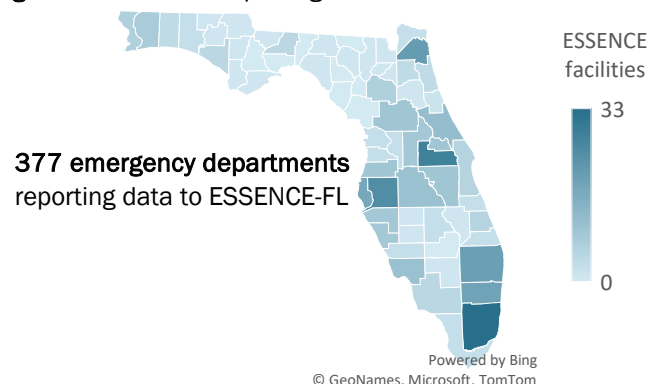 377 emergency departments
reporting data to ESSENCE-FL
ESSENCE
facilities
33
0
Powered by Bing
© GeoNames, Microsoft, TomTom